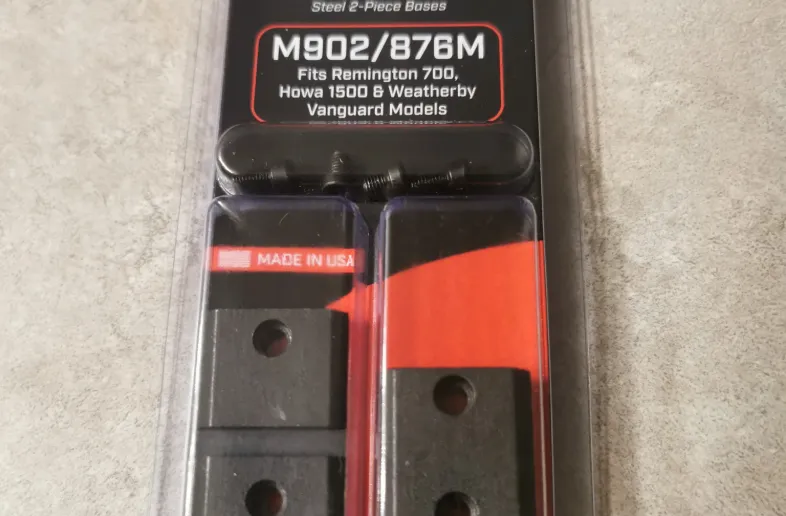 Steel 2-Piece Bases
M902/876M
Fits Remington 700,
Howa 1500 & Weatherby
Vanguard Models
MADE IN USA